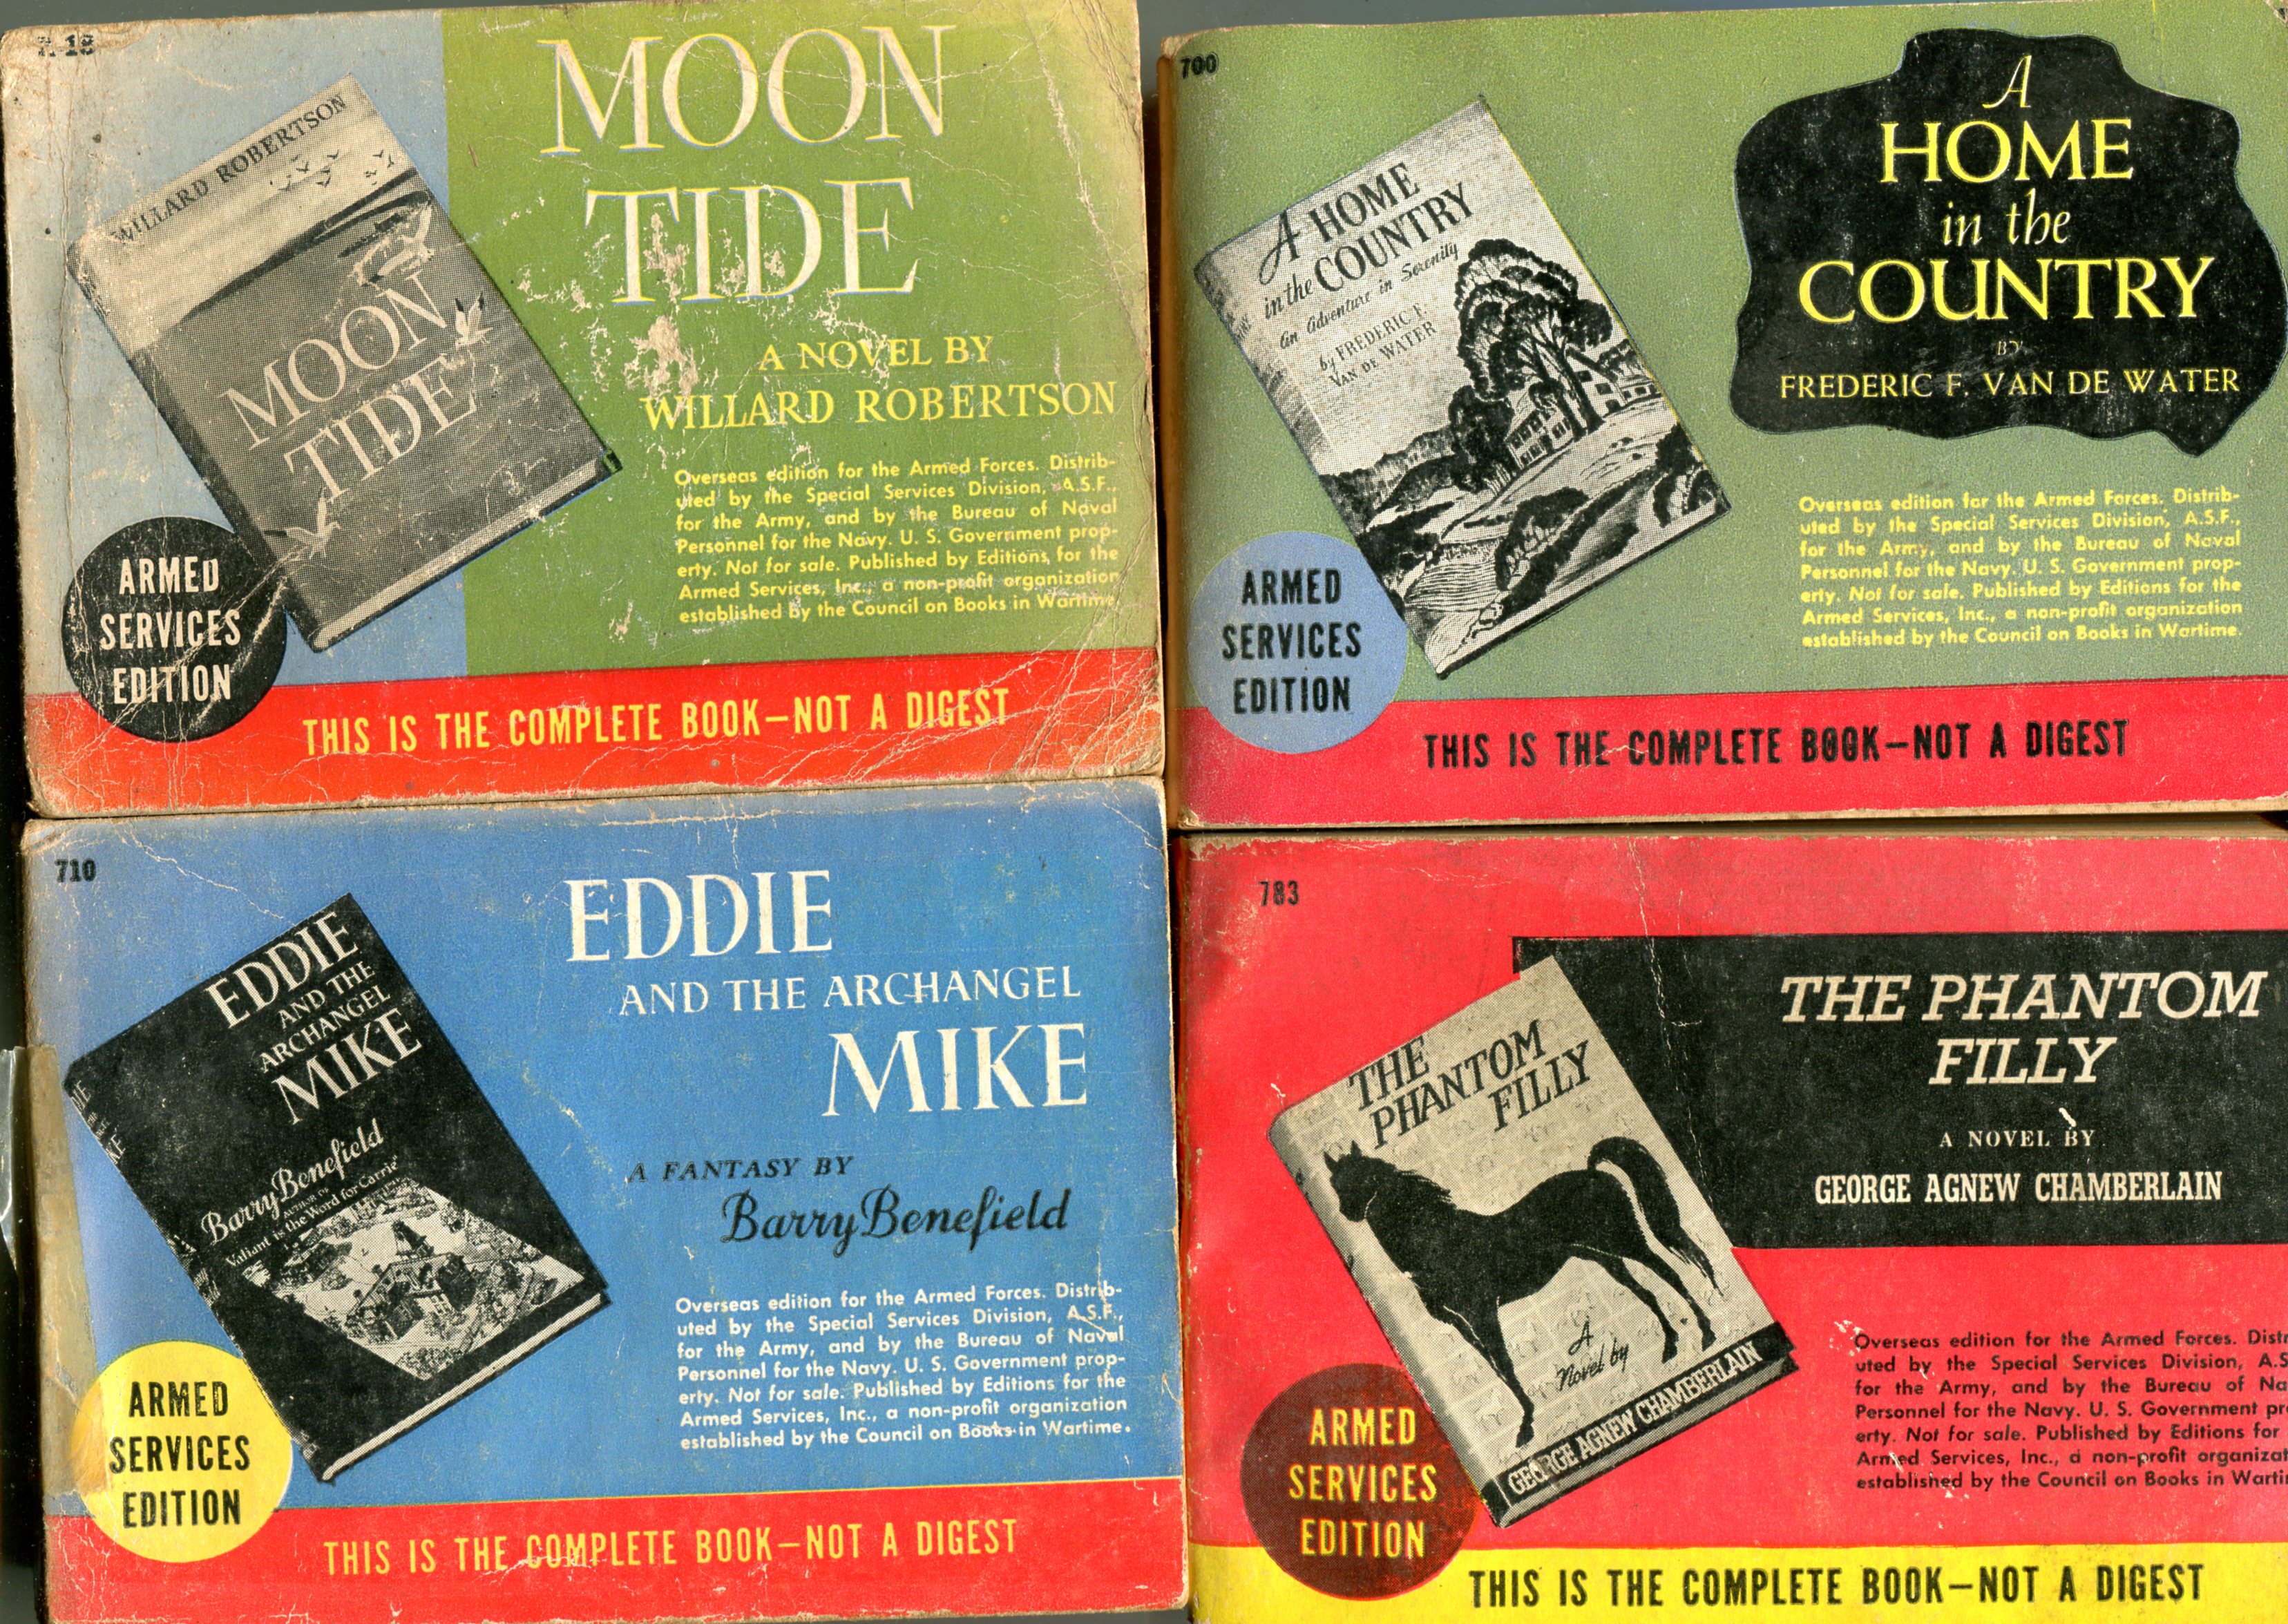 18
WILLARD ROBERTSON
MOON
TIDE
MOON
TIDE
A NOVEL BY
WILLARD ROBERTSON
Overseas edition for the Armed Forces. Distrib-
uted by the Special Services Division, A.S.F.,
for the Army, and by the Bureau of Naval
Personnel for the Navy. U. S. Government prop-
erty. Not for sale. Published by Editions for the
Armed Services, Inc., a non-profit organization
established by the Council on Books in Wartime
ARMED
SERVICES
EDITION
THIS IS THE COMPLETE BOOK—NOT A DIGEST
700
A HOME
in the COUNTRY
An Adventure in Serenity
by FREDERIC F.
VAN DE WATER
A
HOME
in the
COUNTRY
BY
FREDERIC F. VAN DE WATER
Overseas edition for the Armed Forces. Distrib-
uted by the Special Services Division, A.S.F.,
for the Army, and by the Bureau of Naval
Personnel for the Navy. U. S. Government prop-
erty. Not for sale. Published by Editions for the
Armed Services, Inc., a non-profit organization
established by the Council on Books in Wartime.
ARMED
SERVICES
EDITION
THIS IS THE COMPLETE BOOK—NOT A DIGEST
710
EDDIE
AND THE
ARCHANGEL
MIKE
Barry Benefield
AUTHOR OF
"Valiant is the Word for Carrie"
EDDIE
AND THE ARCHANGEL
MIKE
A FANTASY BY
Barry Benefield
Overseas edition for the Armed Forces. Distrib-
uted by the Special Services Division, A.S.F.,
for the Army, and by the Bureau of Naval
Personnel for the Navy. U. S. Government prop-
erty. Not for sale. Published by Editions for the
Armed Services, Inc., a non-profit organization
established by the Council on Books in Wartime.
ARMED
SERVICES
EDITION
THIS IS THE COMPLETE BOOK—NOT A DIGEST
783
THE
PHANTOM
FILLY
A
Novel by
GEORGE AGNEW CHAMBERLAIN
THE PHANTOM
FILLY
A NOVEL BY
GEORGE AGNEW CHAMBERLAIN
Overseas edition for the Armed Forces. Distr
uted by the Special Services Division, A.S
for the Army, and by the Bureau of Na
Personnel for the Navy. U. S. Government pr
erty. Not for sale. Published by Editions for
Armed Services, Inc., a non-profit organizat
established by the Council on Books in Warti
ARMED
SERVICES
EDITION
THIS IS THE COMPLETE BOOK—NOT A DIGEST